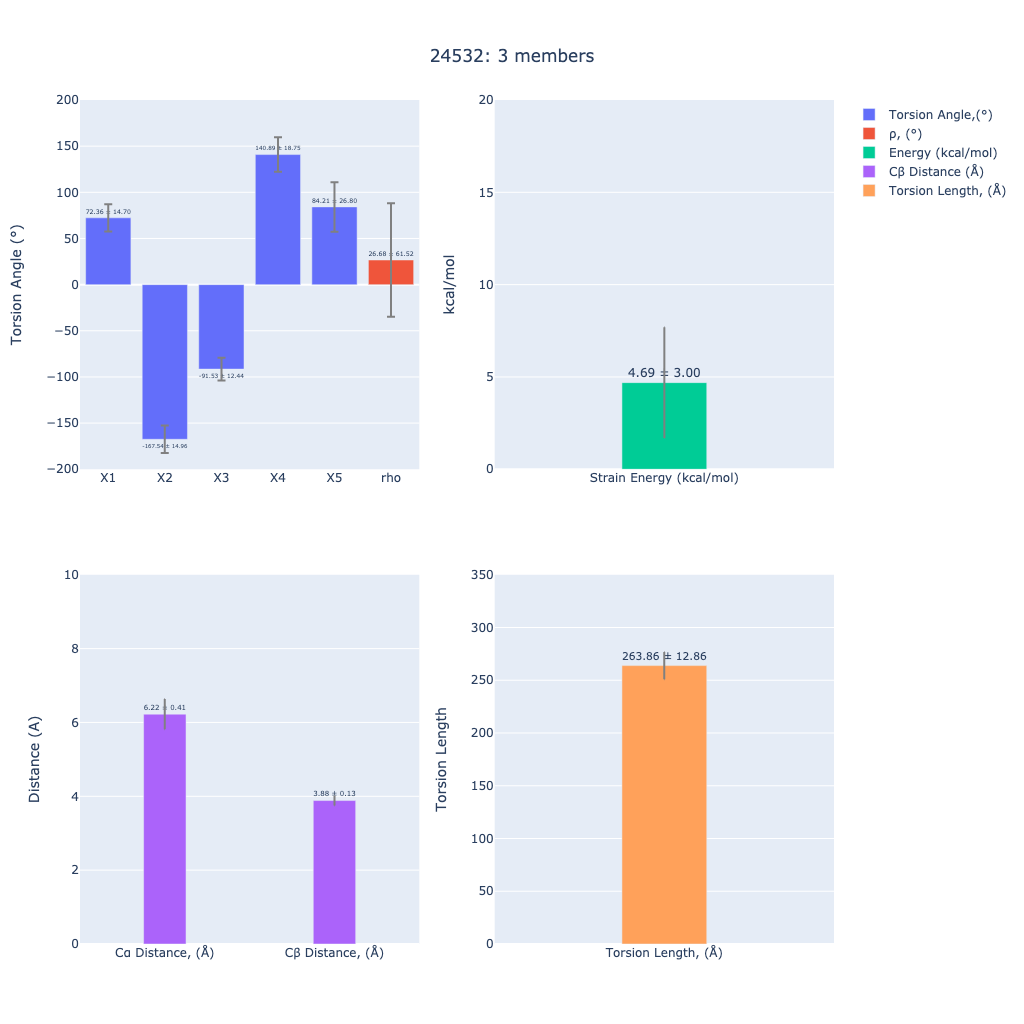 24532: 3 members
200
150
100
50
0
−50
−100
−150
−200
Torsion Angle (°)
72.36 ± 14.70
-167.54 ± 14.96
-91.53 ± 12.44
140.89 ± 18.75
84.21 ± 26.80
26.68 ± 61.52
X1
X2
X3
X4
X5
rho
20
15
10
5
0
kcal/mol
4.69 ± 3.00
Strain Energy (kcal/mol)
Torsion Angle,(°)
ρ, (°)
Energy (kcal/mol)
Cβ Distance (Å)
Torsion Length, (Å)
10
8
6
4
2
0
Distance (A)
6.22 ± 0.41
3.88 ± 0.13
Cα Distance, (Å)
Cβ Distance, (Å)
350
300
250
200
150
100
50
0
Torsion Length
263.86 ± 12.86
Torsion Length, (Å)